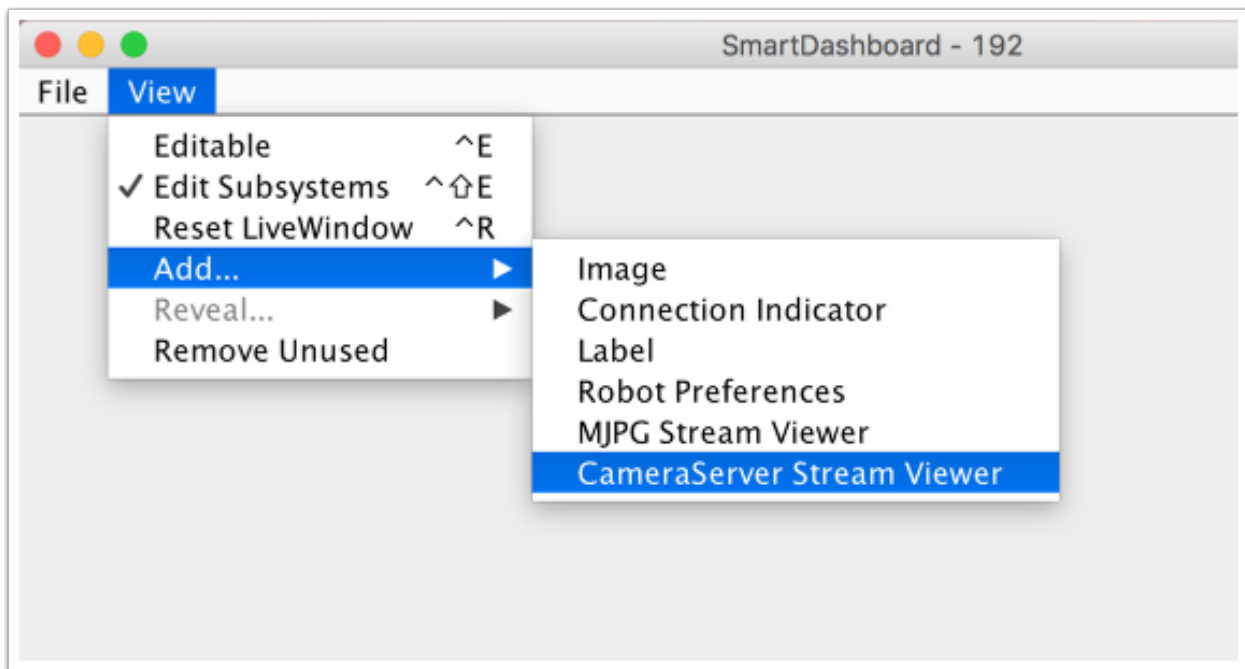 SmartDashboard - 192
File View
Editable ^E
✓ Edit Subsystems ^⇧E
Reset LiveWindow ^R
Add... ▶
Reveal... ▶
Remove Unused
Image
Connection Indicator
Label
Robot Preferences
MJPG Stream Viewer
CameraServer Stream Viewer